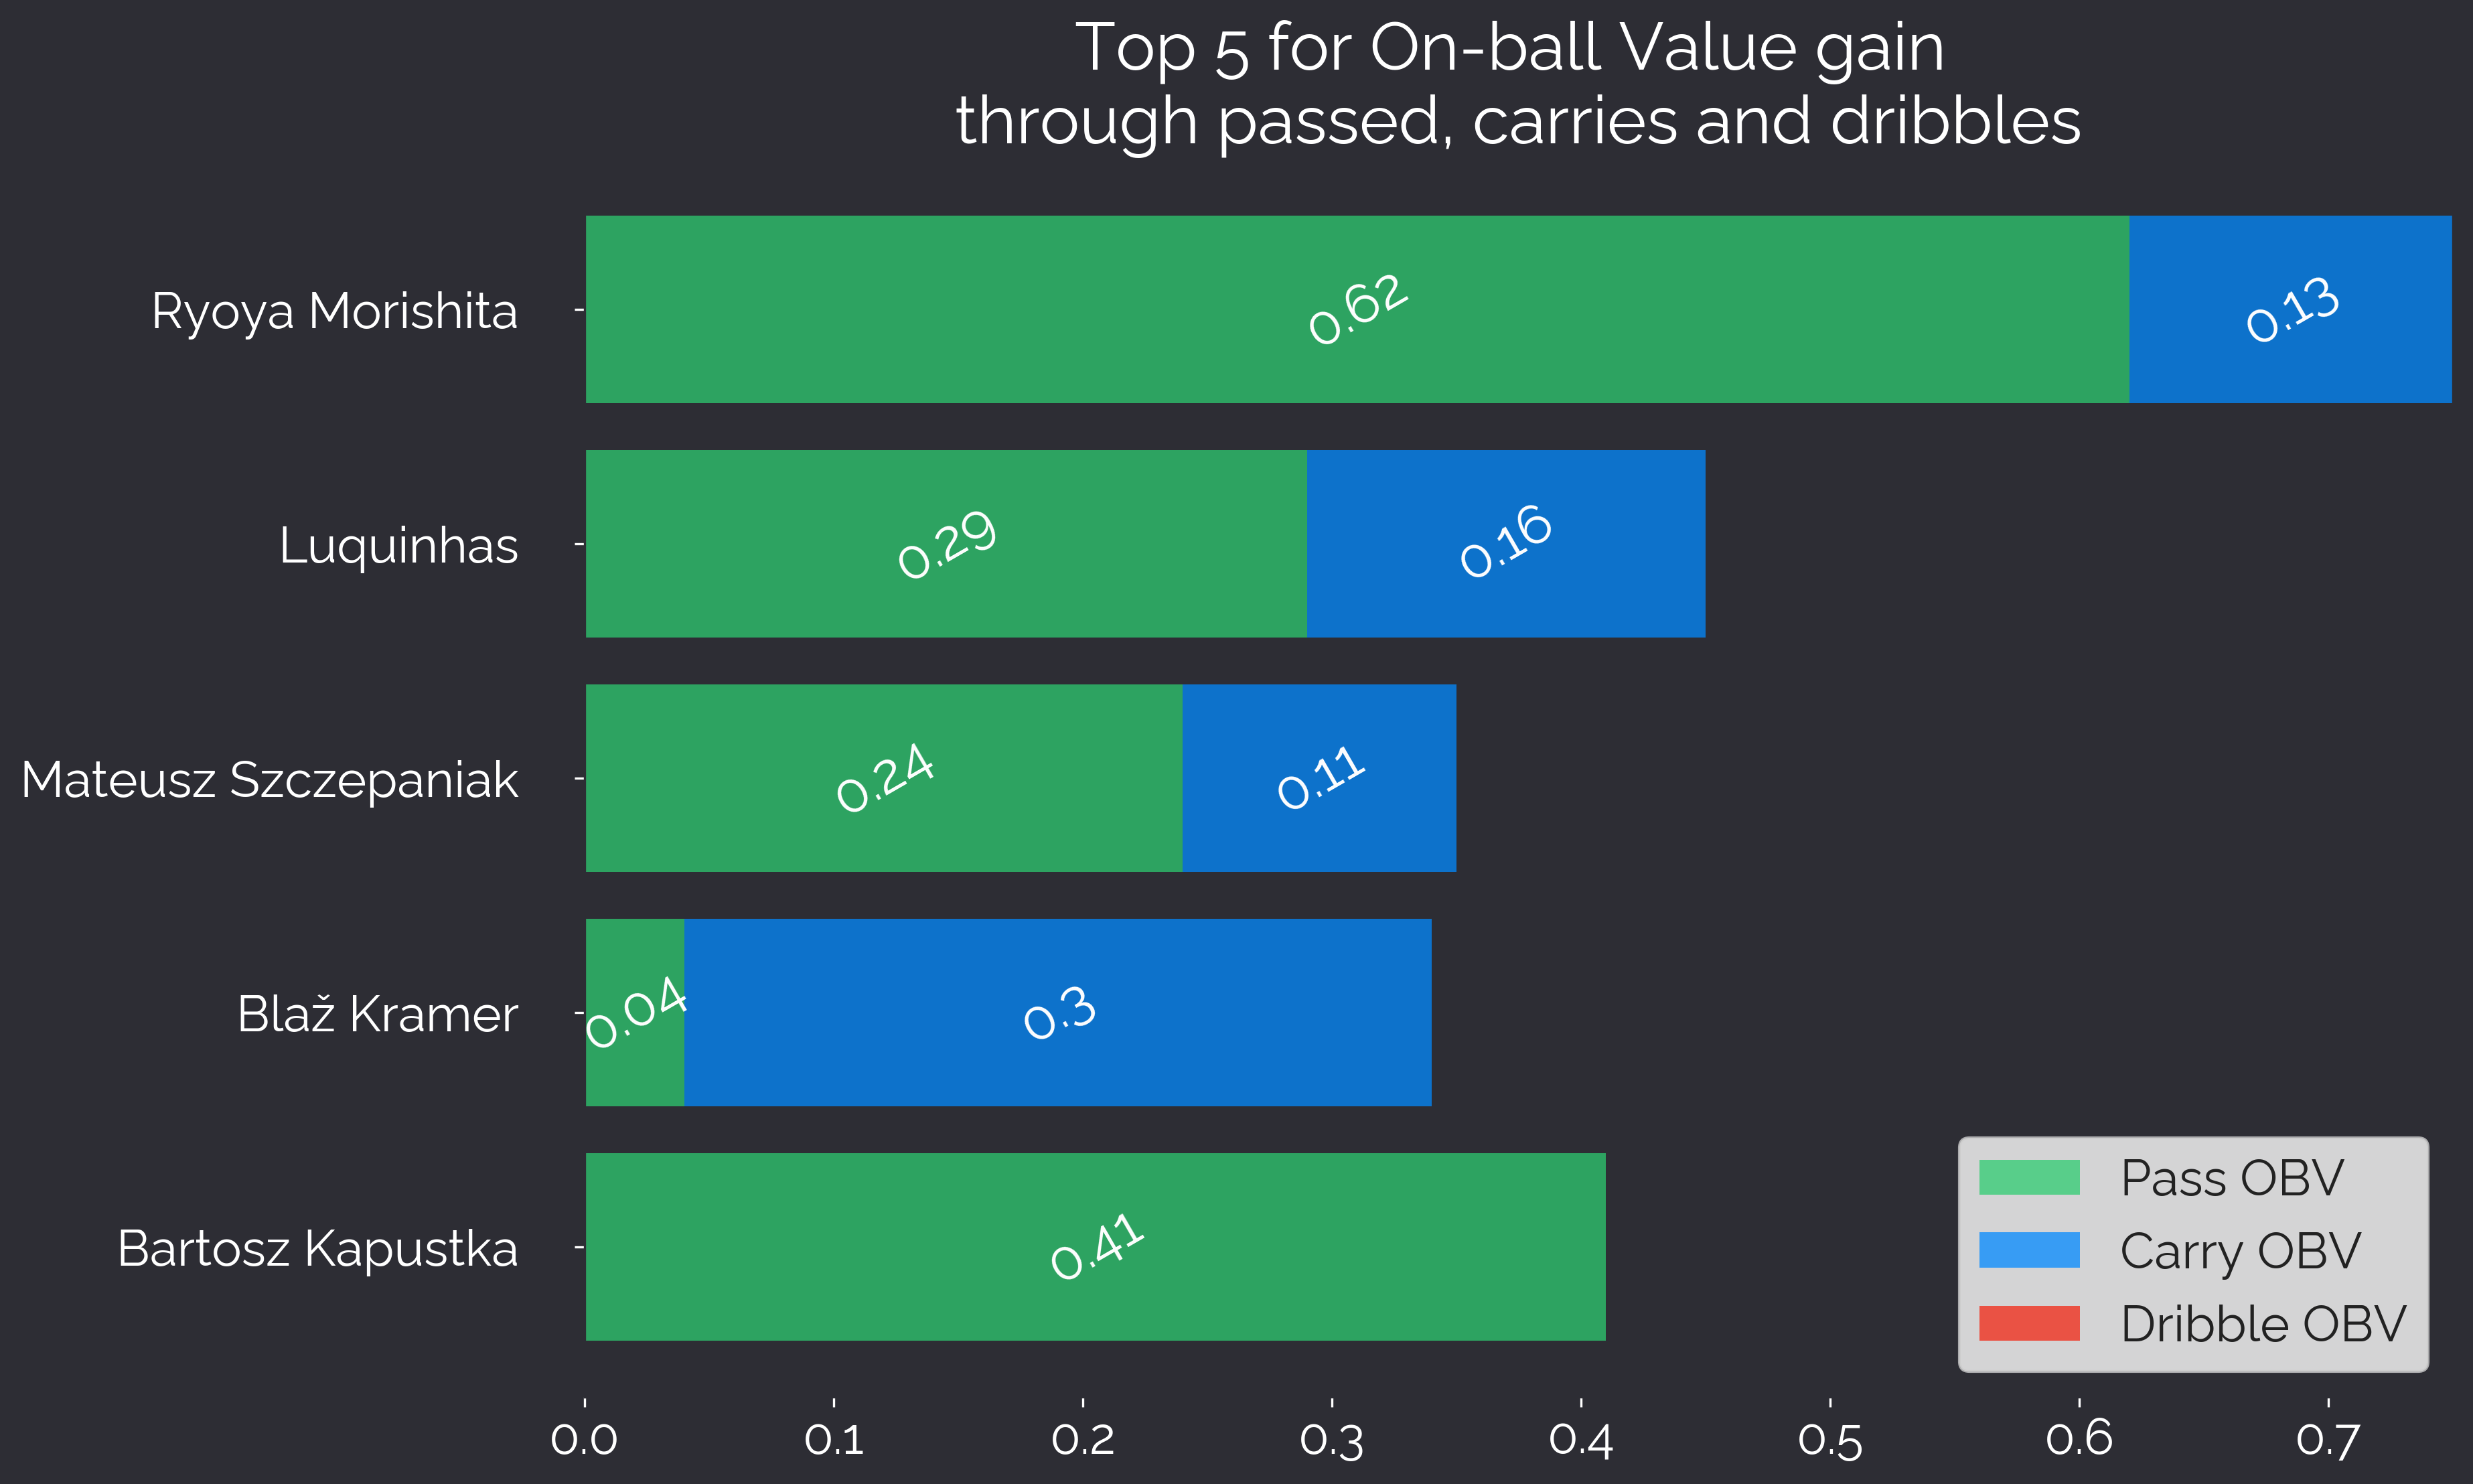 Top 5 for On-ball Value gain
through passed, carries and dribbles
Ryoya Morishita
0.62
0.13
Luquinhas
0.29
0.16
Mateusz Szczepaniak
0.24
0.11
Blaž Kramer
0.04
0.3
Bartosz Kapustka
0.41
Pass OBV
Carry OBV
Dribble OBV
0.0 0.1 0.2 0.3 0.4 0.5 0.6 0.7